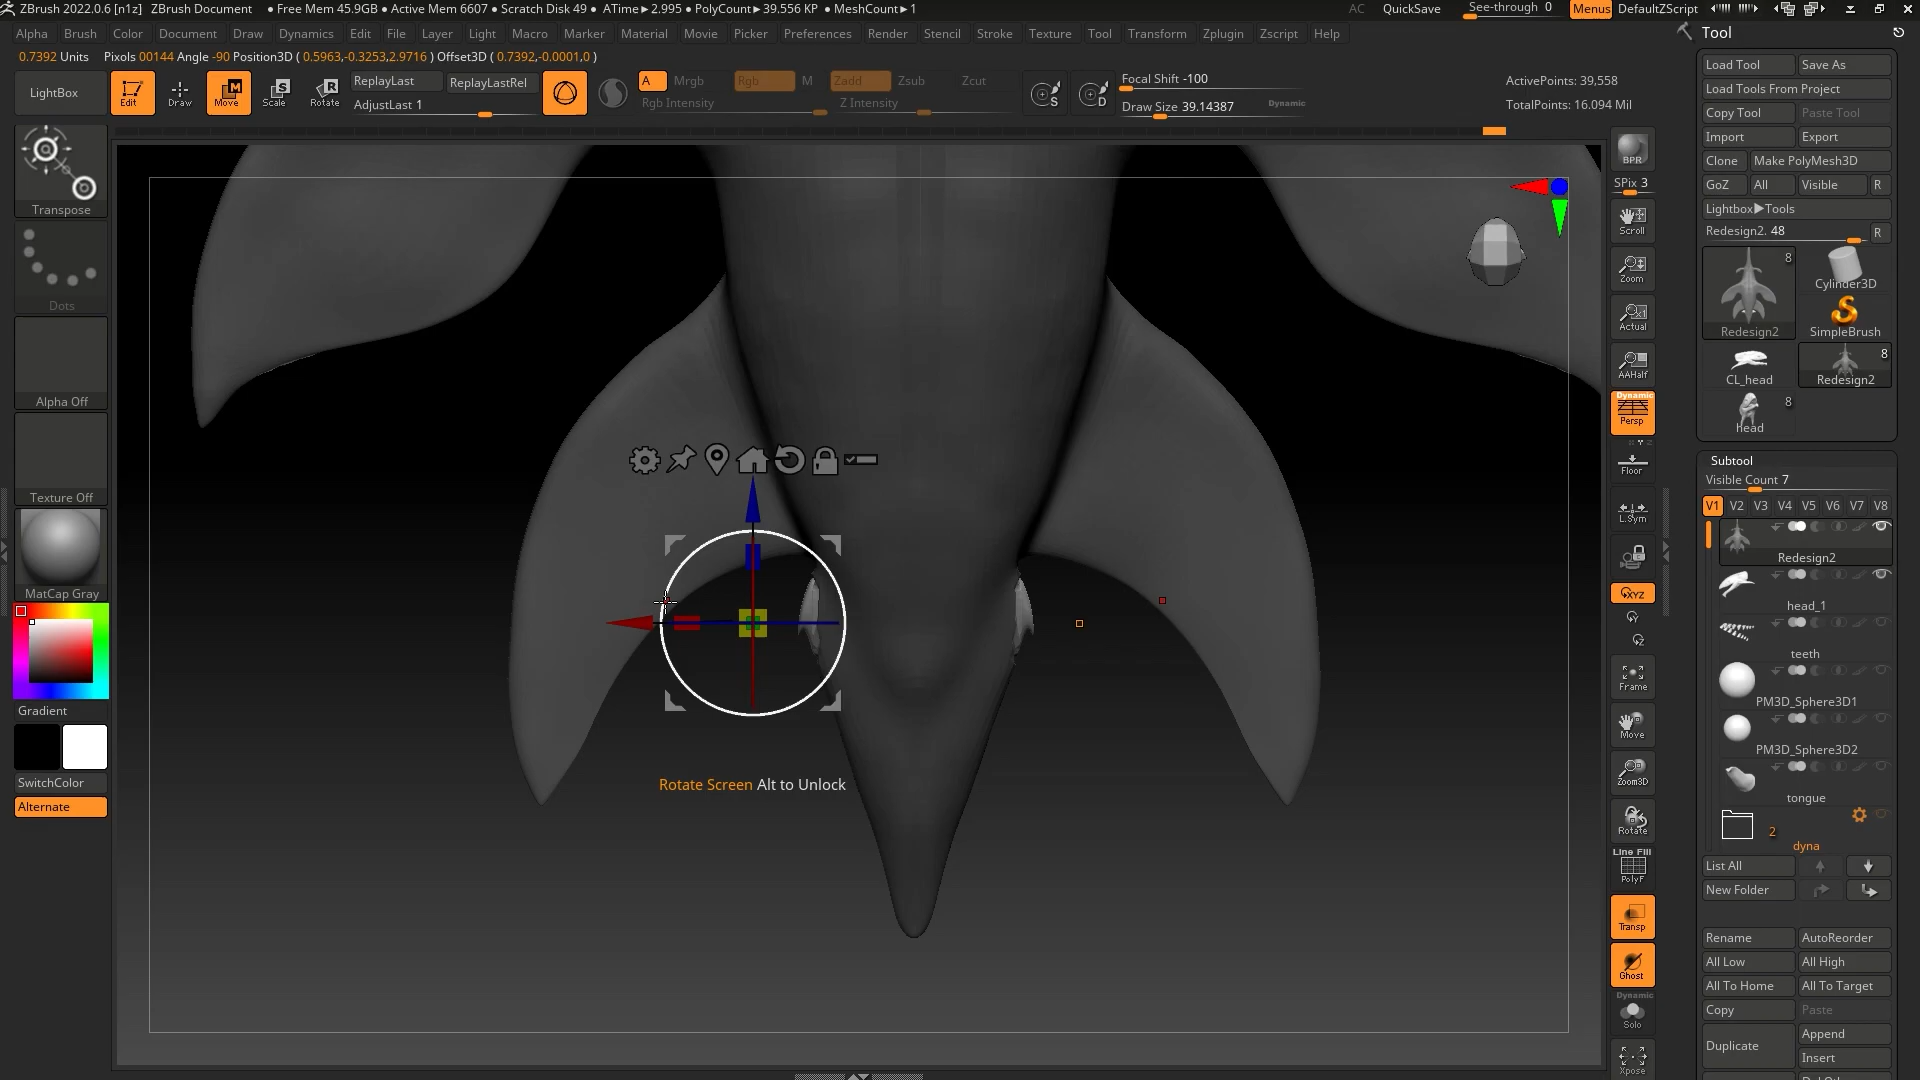 ZBrush 2022.0.6 [n1z] ZBrush Document ● Free Mem 45.9GB ● Active Mem 6607 ● Scratch Disk 49 ● ATime▶2.995 ● PolyCount▶39.556 KP ● MeshCount▶1 AC QuickSave See-through 0 Menus DefaultZScript
Alpha Brush Color Document Draw Dynamics Edit File Layer Light Macro Marker Material Movie Picker Preferences Render Stencil Stroke Texture Tool Transform Zplugin Zscript Help
0.7392 Units Pixols 00144 Angle -90 Position3D ( 0.5963,-0.3253,2.9716 ) Offset3D ( 0.7392,-0.0001,0 )
LightBox
Edit
Draw
Move
Scale
Rotate
ReplayLast
ReplayLastRel
AdjustLast 1
A Mrgb Rgb M Zadd Zsub Zcut
Rgb Intensity
Z Intensity
S
D
Focal Shift -100
Draw Size 39.14387 Dynamic
ActivePoints: 39,558
TotalPoints: 16.094 Mil
Transpose
Dots
Alpha Off
Texture Off
MatCap Gray
Gradient
SwitchColor
Alternate
Rotate Screen Alt to Unlock
BPR
SPix 3
Scroll
Zoom
Actual
AAHalf
Dynamic
Persp
Floor
L.Sym
XYZ
Y
Z
Frame
Move
Zoom3D
Rotate
Line Fill
PolyF
Transp
Ghost
Dynamic
Solo
Xpose
Tool
Load Tool Save As
Load Tools From Project
Copy Tool Paste Tool
Import Export
Clone Make PolyMesh3D
GoZ All Visible R
Lightbox▶Tools
Redesign2. 48 R
8
Redesign2
Cylinder3D
SimpleBrush
CL_head
8
Redesign2
8
head
Subtool
Visible Count 7
V1 V2 V3 V4 V5 V6 V7 V8
Redesign2
head_1
teeth
PM3D_Sphere3D1
PM3D_Sphere3D2
tongue
2
dyna
List All
New Folder
Rename AutoReorder
All Low All High
All To Home All To Target
Copy Paste
Duplicate
Append
Insert